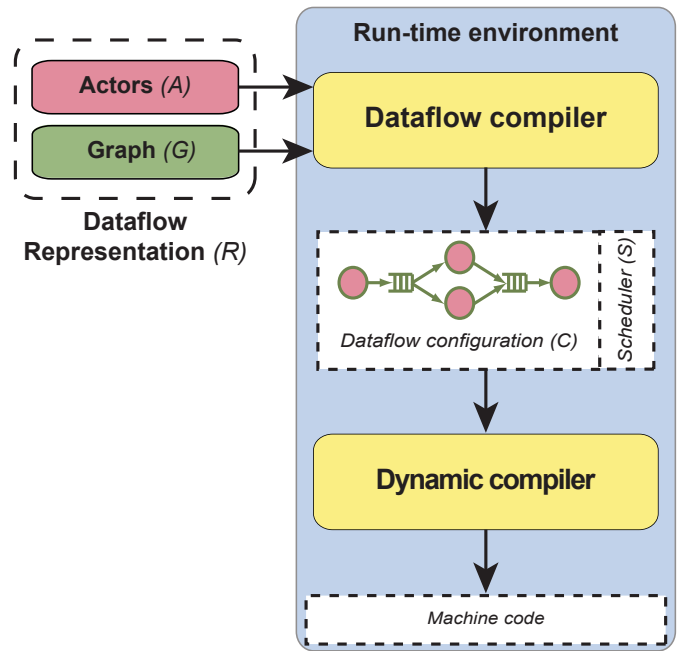 Run-time environment
Actors (A)
Graph (G)
Dataflow
Representation (R)
Dataflow compiler
Dataflow configuration (C)
Scheduler (S)
Dynamic compiler
Machine code